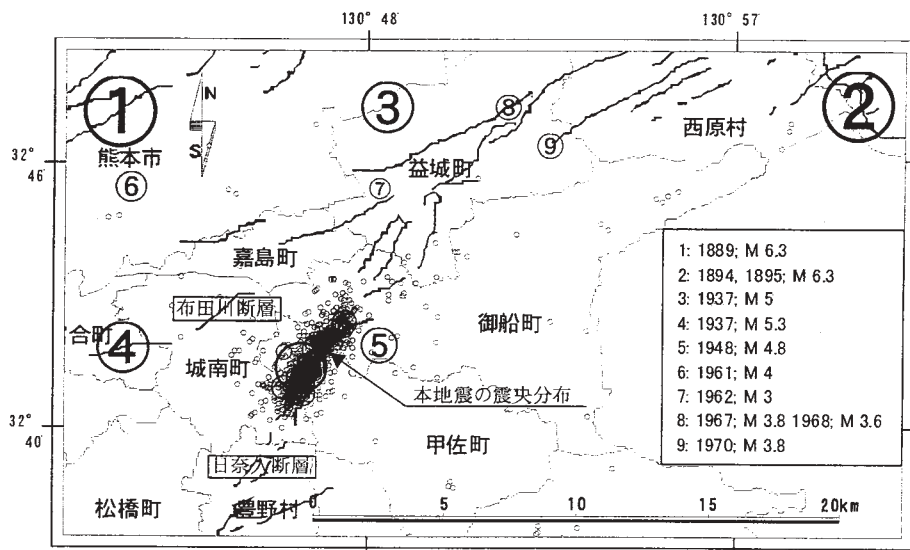 130° 48′
130° 57′
① ③ ② 
N
S
⑧
32°
46′
熊本市
⑥
⑨
西原村
益城町
⑦
嘉島町
1: 1889; M 6.3
2: 1894, 1895; M 6.3
3: 1937; M 5
4: 1937; M 5.3
5: 1948; M 4.8
6: 1961; M 4
7: 1962; M 3
8: 1967; M 3.8 1968; M 3.6
9: 1970; M 3.8
布田川断層
御船町
合町
④
⑤
城南町
本地震の震央分布
32°
40′
甲佐町
日奈久断層
松橋町
豊野村
0 5 10 15 20km